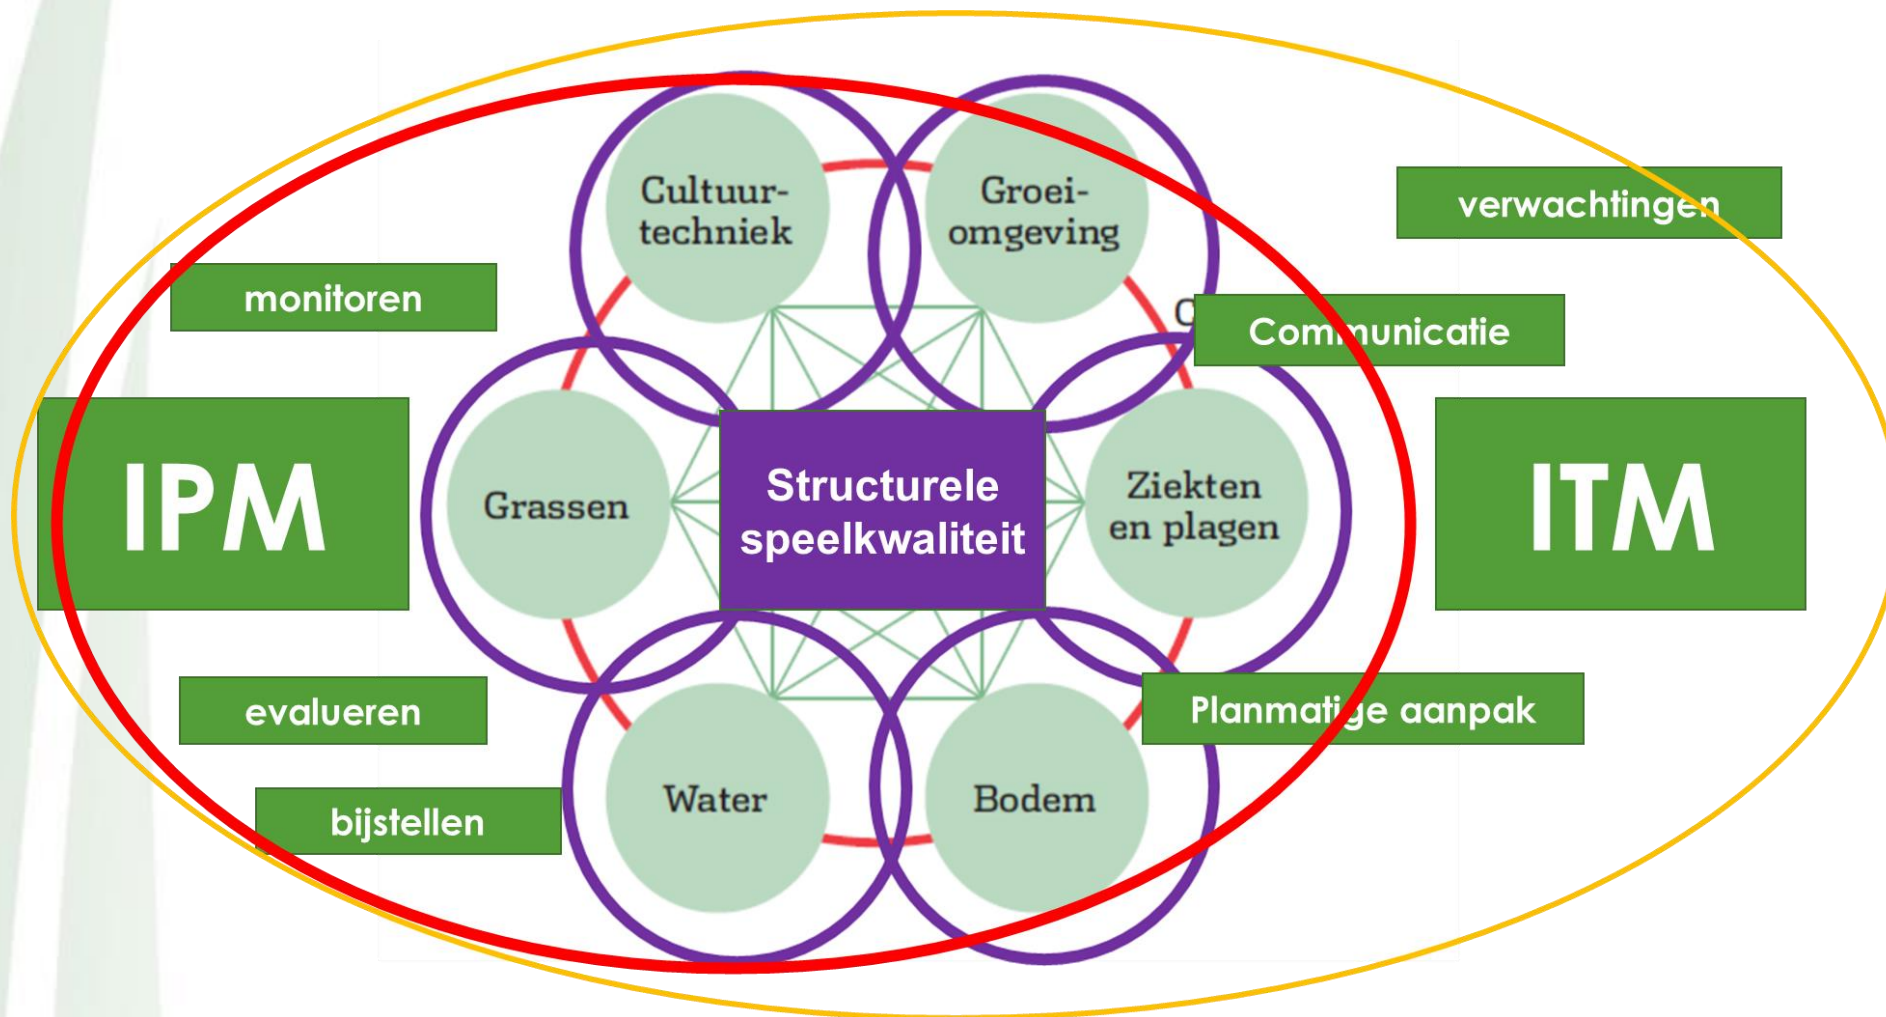 Cultuur-
techniek
Groei-
omgeving
verwachtingen
monitoren
C
Communicatie
IPM
Grassen
Structurele
speelkwaliteit
Ziekten
en plagen
ITM
evalueren
Planmatige aanpak
Water
Bodem
bijstellen